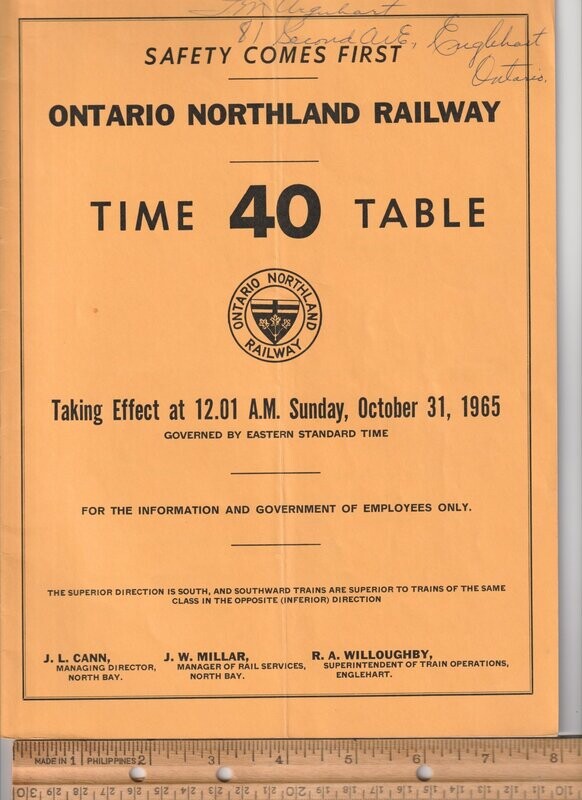 81 Second Ave, Englehart
Ontario.
SAFETY COMES FIRST
ONTARIO NORTHLAND RAILWAY
TIME 40 TABLE
ONTARIO NORTHLAND
RAILWAY
Taking Effect at 12.01 A.M. Sunday, October 31, 1965
GOVERNED BY EASTERN STANDARD TIME
FOR THE INFORMATION AND GOVERNMENT OF EMPLOYEES ONLY.
THE SUPERIOR DIRECTION IS SOUTH, AND SOUTHWARD TRAINS ARE SUPERIOR TO TRAINS OF THE SAME
CLASS IN THE OPPOSITE (INFERIOR) DIRECTION
J. L. CANN,
MANAGING DIRECTOR,
NORTH BAY.
J. W. MILLAR,
MANAGER OF RAIL SERVICES,
NORTH BAY.
R. A. WILLOUGHBY,
SUPERINTENDENT OF TRAIN OPERATIONS,
ENGLEHART.
MADE IN 1 PHILIPPINES 2 3 4 5 6 7 8